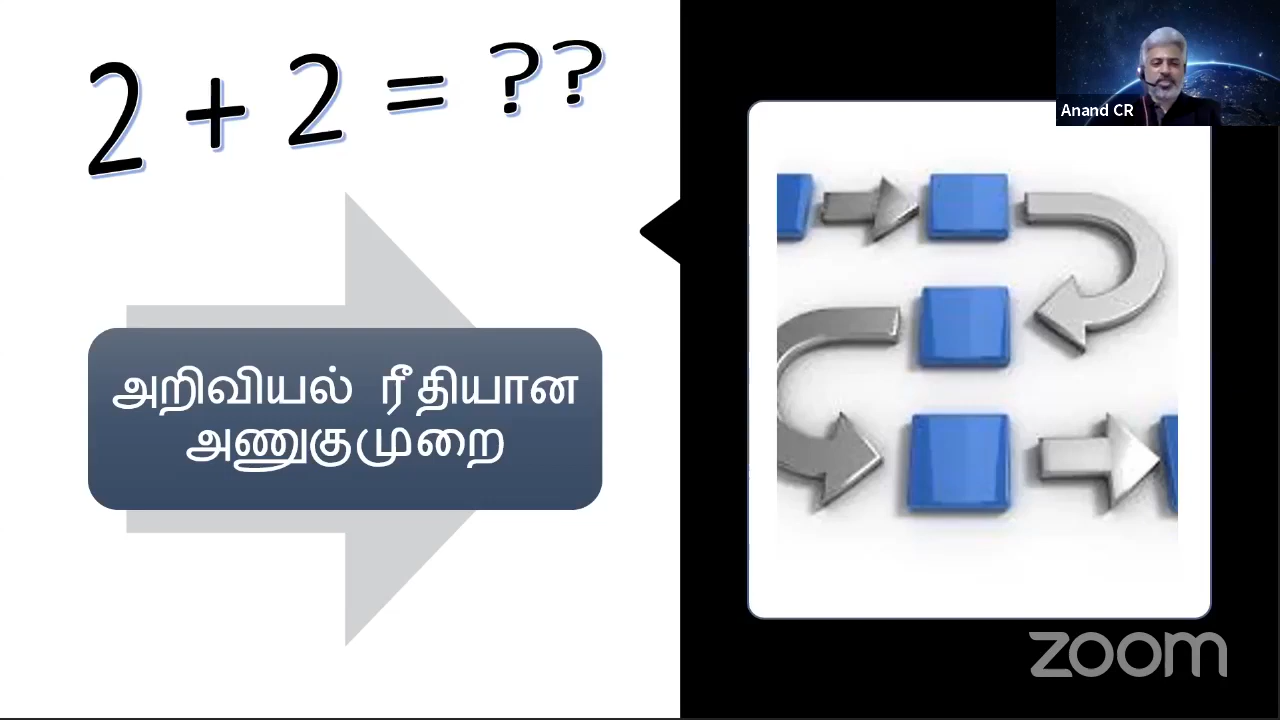 2 + 2 = ??
அறிவியல் ரீதியான
அணுகுமுறை
Anand CR
zoom